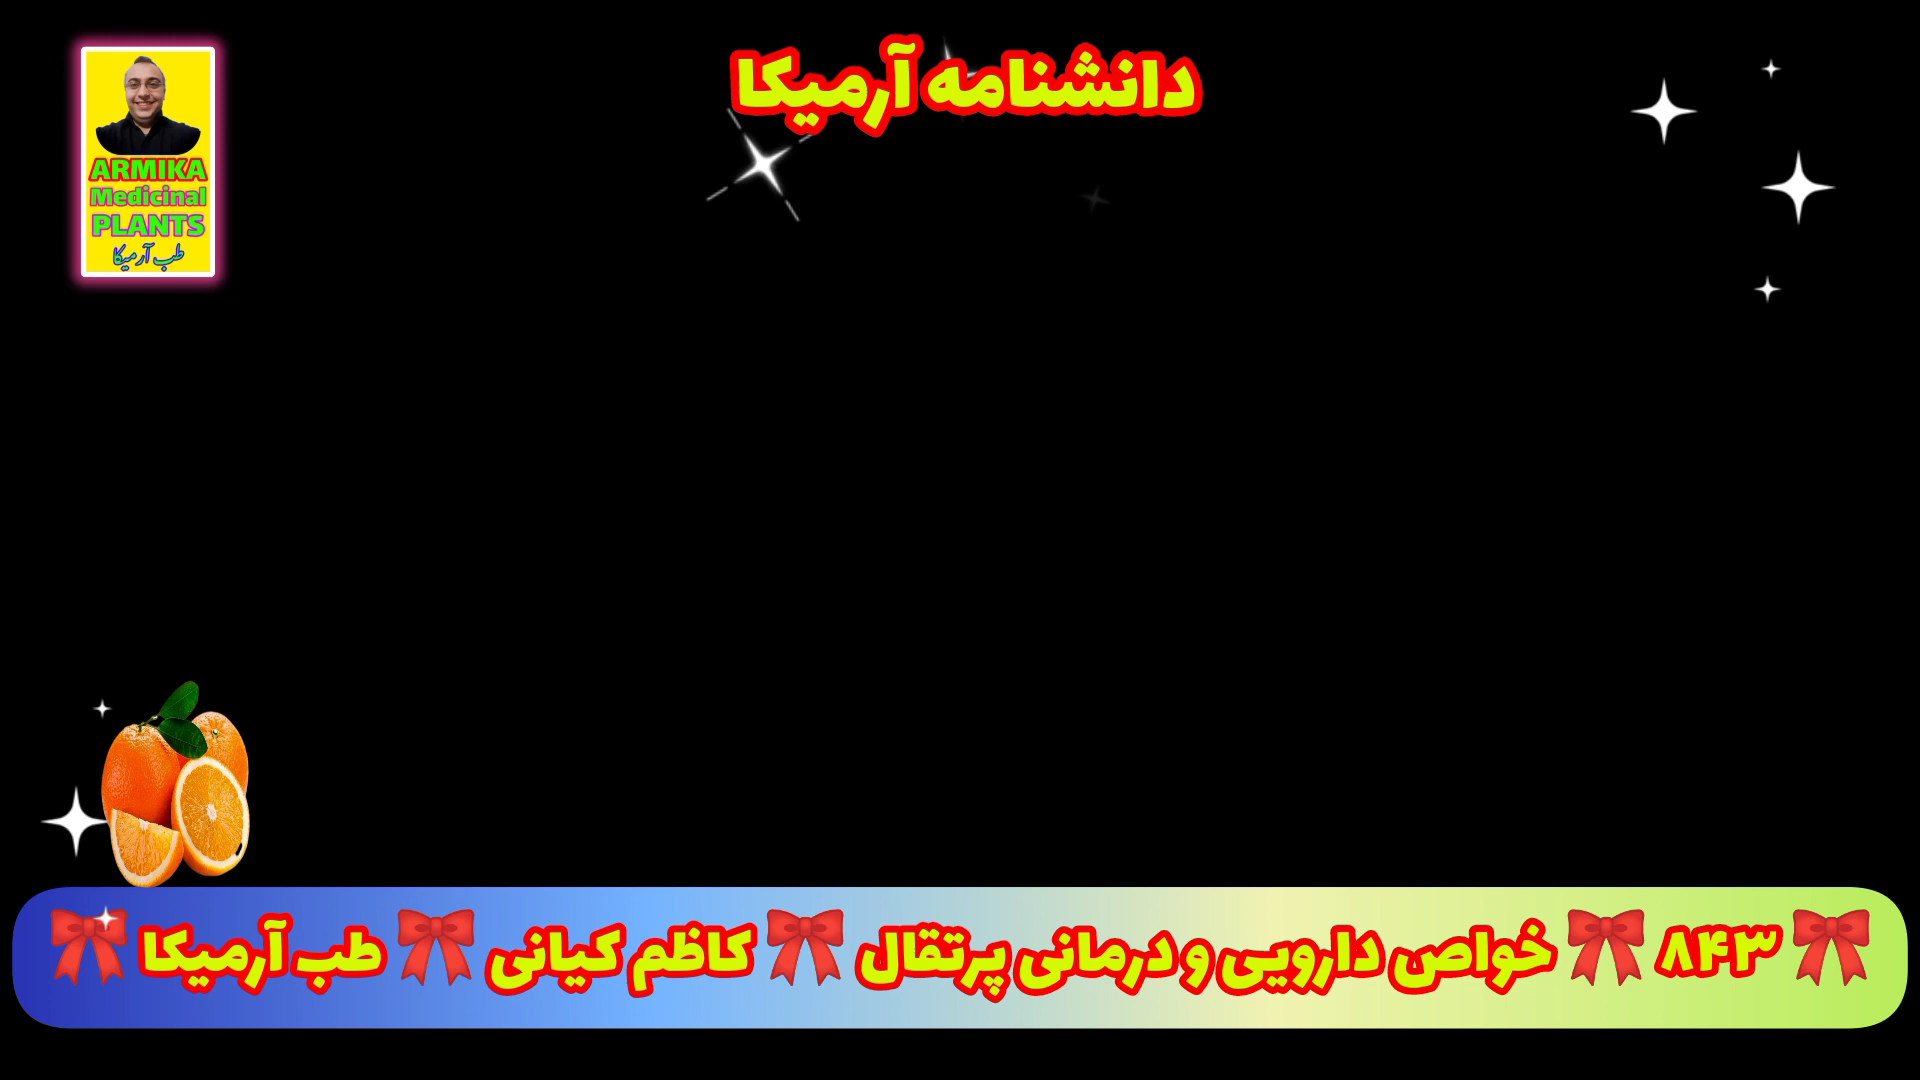 دانشنامه آرمیکا
ARMIKA
Medicinal
PLANTS
طب آرمیکا
۸۴۳ خواص دارویی و درمانی پرتقال کاظم کیانی طب آرمیکا